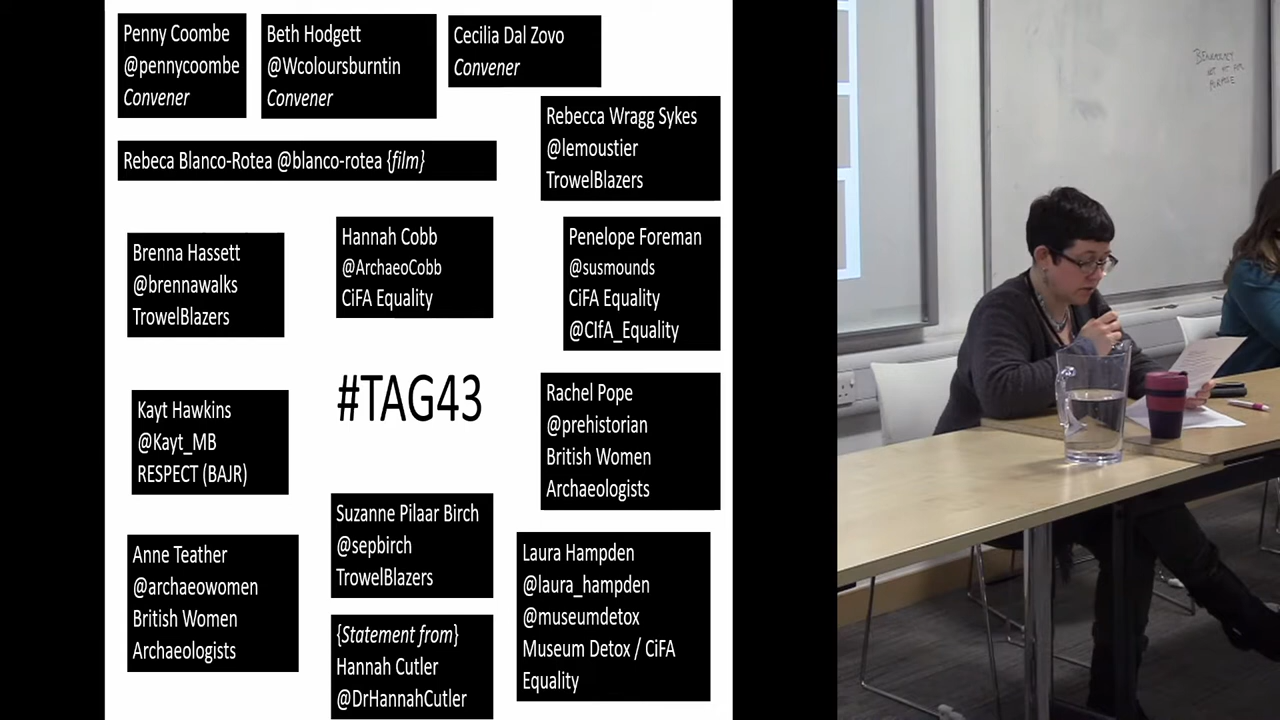 Penny Coombe
@pennycoombe
Convener
Beth Hodgett
@Wcoloursburntin
Convener
Cecilia Dal Zovo
Convener
Rebecca Wragg Sykes
@lemoustier
TrowelBlazers
Rebeca Blanco-Rotea @blanco-rotea {film}
Brenna Hassett
@brennawalks
TrowelBlazers
Hannah Cobb
@ArchaeoCobb
CiFA Equality
Penelope Foreman
@susmounds
CiFA Equality
@CIfA_Equality
Kayt Hawkins
@Kayt_MB
RESPECT (BAJR)
#TAG43
Rachel Pope
@prehistorian
British Women
Archaeologists
Anne Teather
@archaeowomen
British Women
Archaeologists
Suzanne Pilaar Birch
@sepbirch
TrowelBlazers
{Statement from}
Hannah Cutler
@DrHannahCutler
Laura Hampden
@laura_hampden
@museumdetox
Museum Detox / CiFA
Equality
PURPOSE